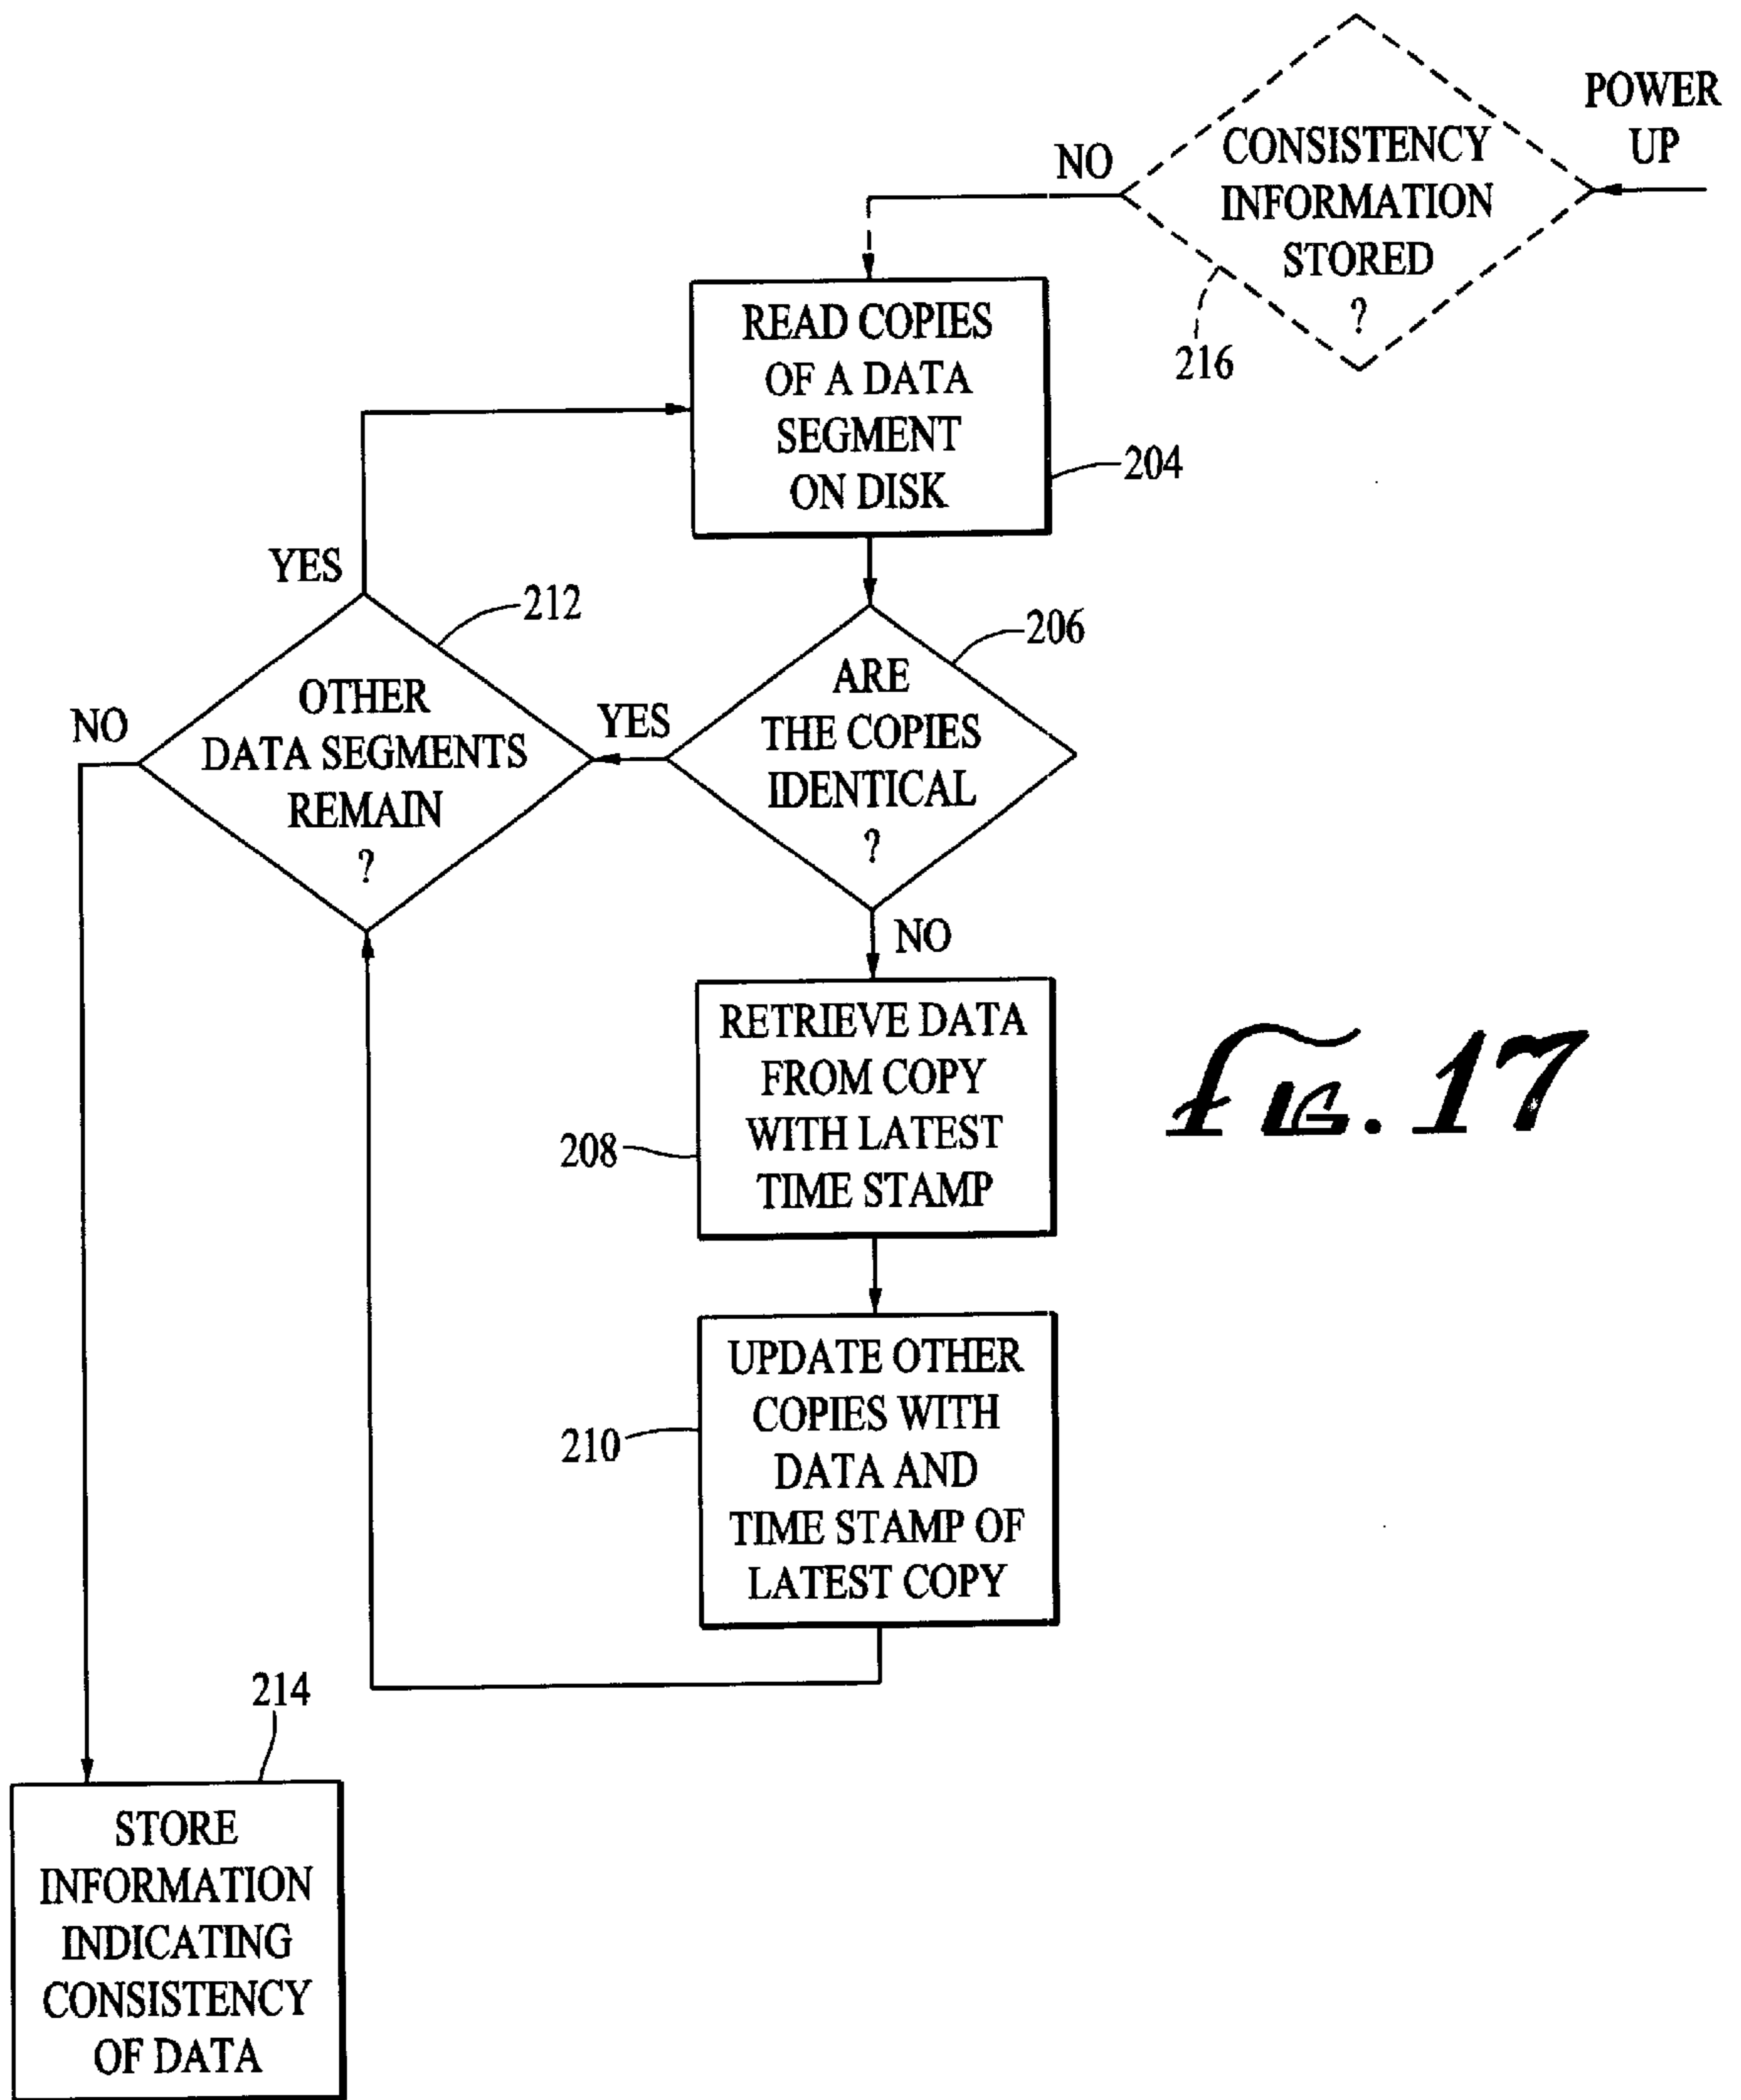 POWER
UP
NO
CONSISTENCY
INFORMATION
STORED
?
216
READ COPIES
OF A DATA
SEGMENT
ON DISK
204
YES
212
206
OTHER
DATA SEGMENTS
REMAIN
?
NO
YES
ARE
THE COPIES
IDENTICAL
?
NO
RETRIEVE DATA
FROM COPY
WITH LATEST
TIME STAMP
208
FIG. 17
UPDATE OTHER
COPIES WITH
DATA AND
TIME STAMP OF
LATEST COPY
210
214
STORE
INFORMATION
INDICATING
CONSISTENCY
OF DATA